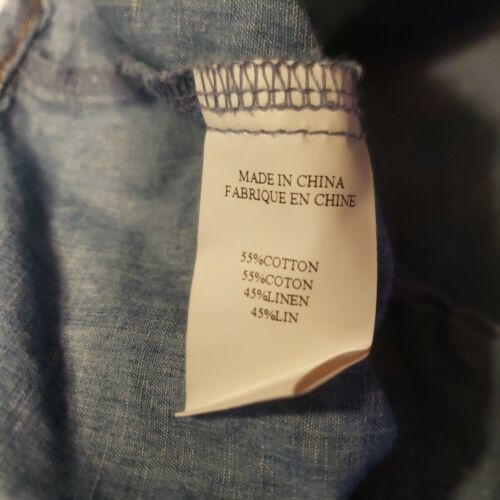 MADE IN CHINA
FABRIQUE EN CHINE
55%COTTON
55%COTON
45%LINEN
45%LIN